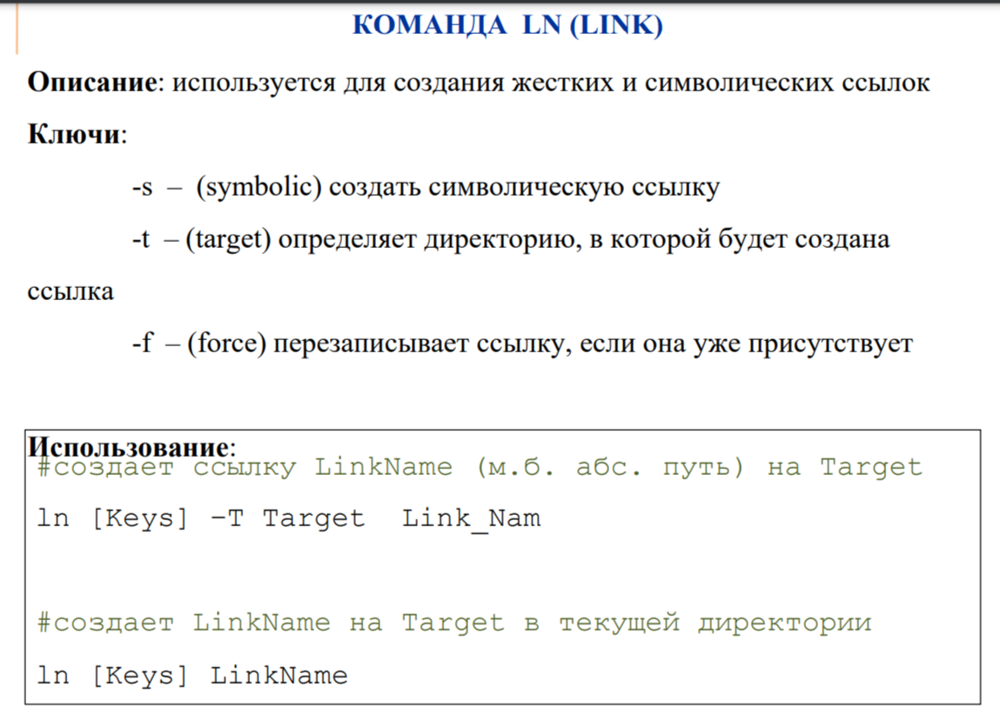 КОМАНДА LN (LINK)
Описание: используется для создания жестких и символических ссылок
Ключи:
-s – (symbolic) создать символическую ссылку
-t – (target) определяет директорию, в которой будет создана
ссылка
-f – (force) перезаписывает ссылку, если она уже присутствует
Использование:
#создает ссылку LinkName (м.б. абс. путь) на Target
ln [Keys] -T Target Link_Nam
#создает LinkName на Target в текущей директории
ln [Keys] LinkName